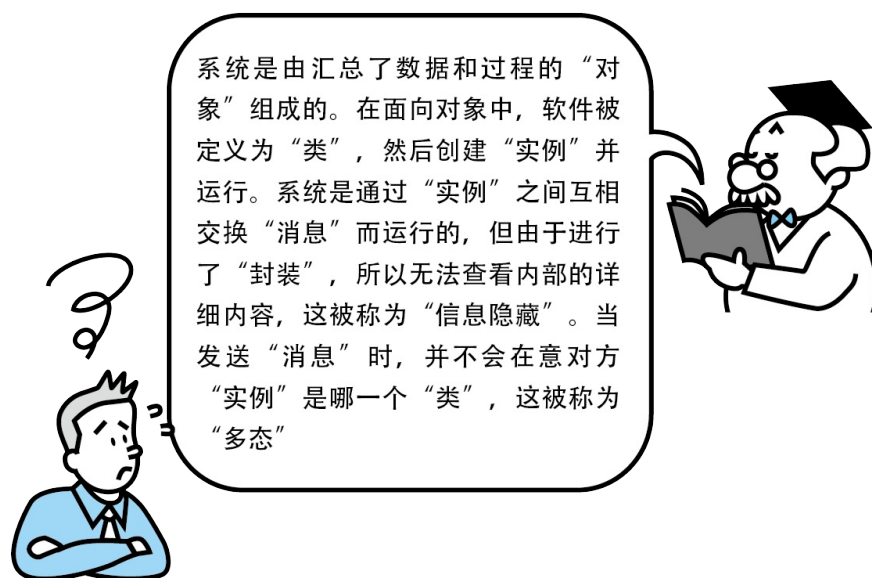 系统是由汇总了数据和过程的“对
象”组成的。在面向对象中，软件被
定义为“类”，然后创建“实例”并
运行。系统是通过“实例”之间互相
交换“消息”而运行的，但由于进行
了“封装”，所以无法查看内部的详
细内容，这被称为“信息隐藏”。当
发送“消息”时，并不会在意对方
“实例”是哪一个“类”，这被称为
“多态”